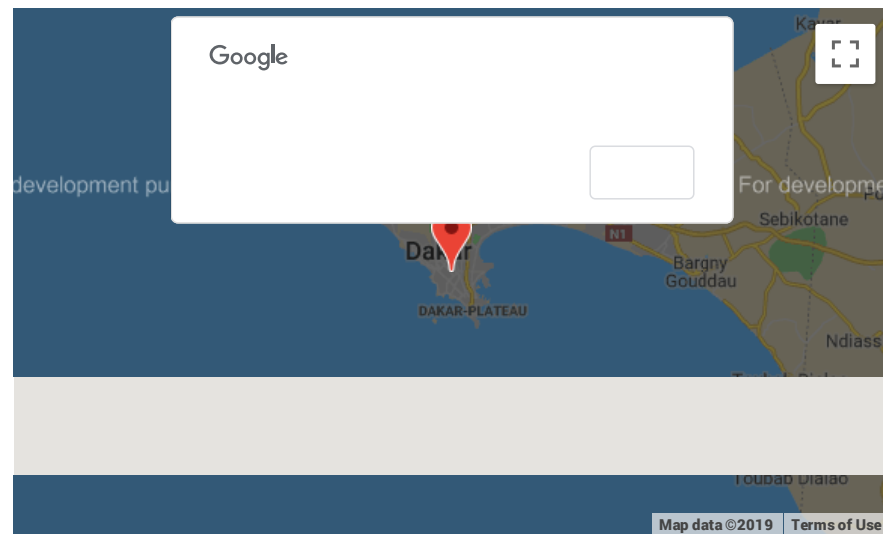 Kayar
Google
development pu
For developme
Sebikotane
N1
Dakar
Bargny
Gouddau
DAKAR-PLATEAU
Ndiass
Toubab Dialao
Map data ©2019
Terms of Use